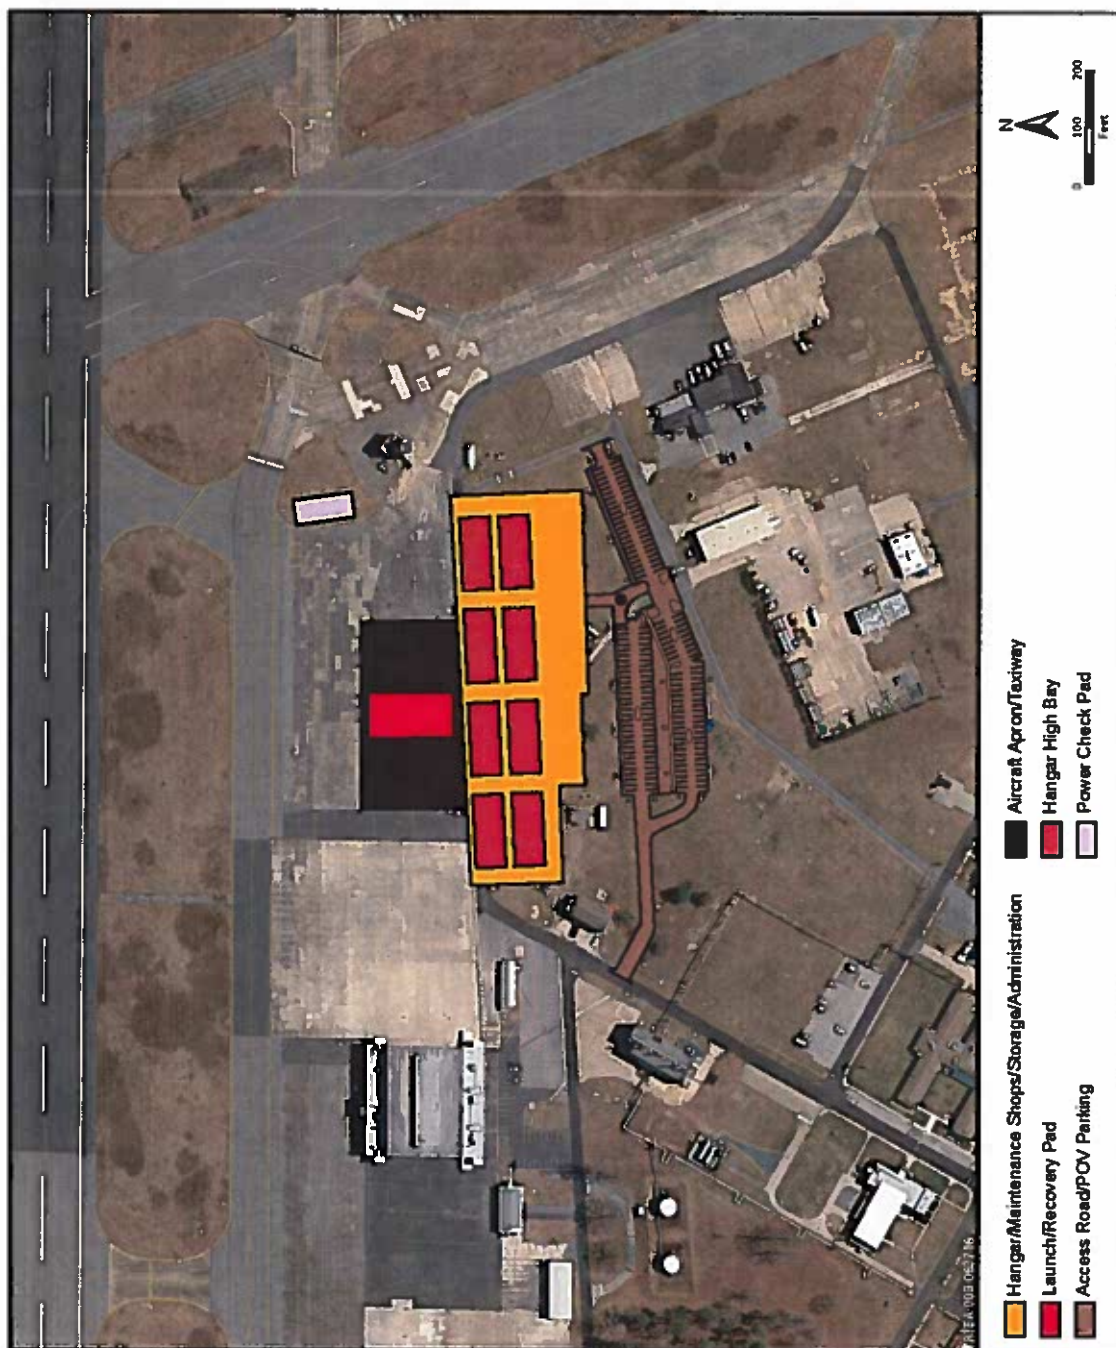 N
0 100 200
Feet
Hangar/Maintenance Shops/Storage/Administration
Launch/Recovery Pad
Access Road/POV Parking
Aircraft Apron/Taxiway
Hangar High Bay
Power Check Pad